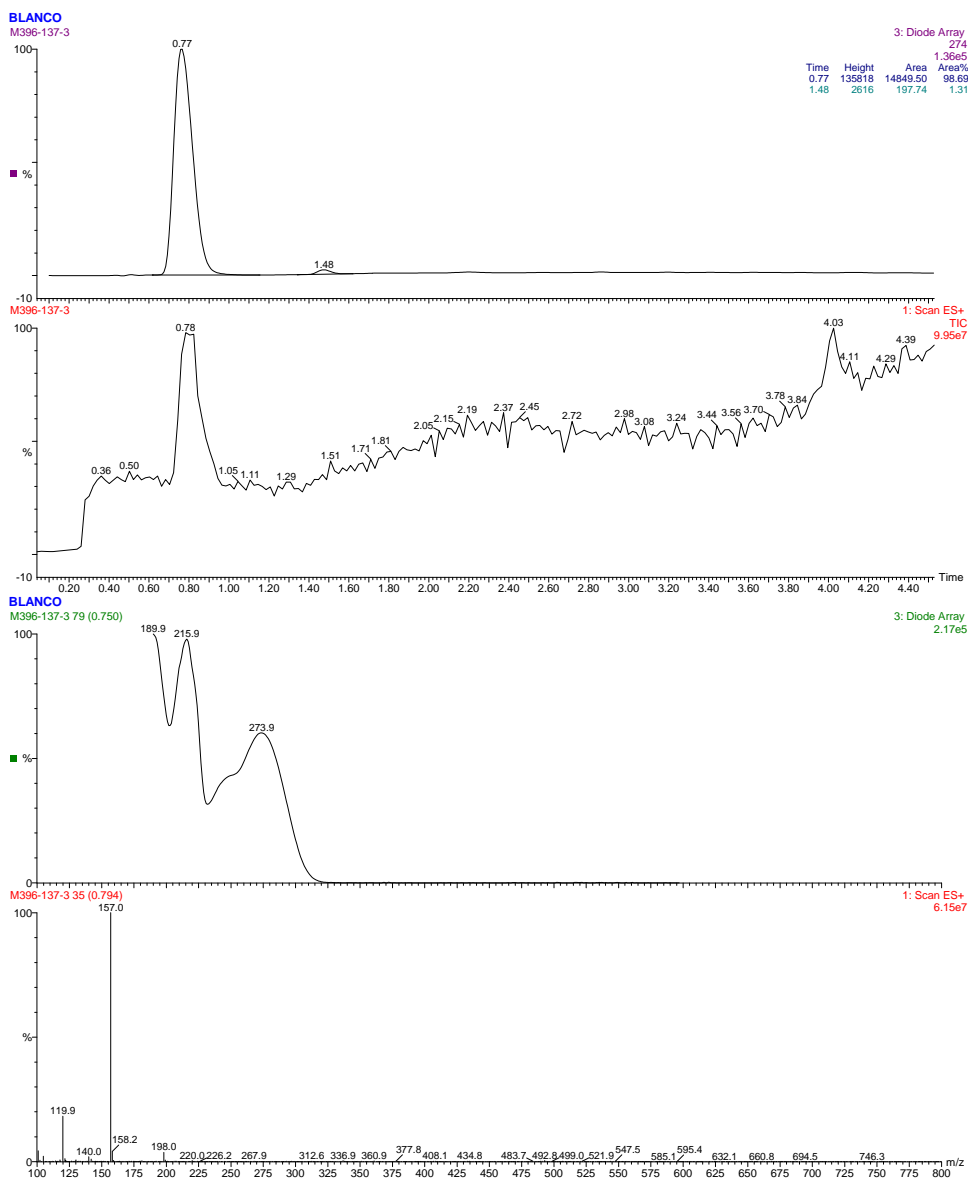 BLANCO
M396-137-3
3: Diode Array
274
1.36e5
Time Height Area Area%
0.77 135818 14849.50 98.69
1.48 2616 197.74 1.31
100
0.77
%
1.48
-10
M396-137-3
1: Scan ES+
TIC
9.95e7
100
0.78
4.03
4.39
4.11
4.29
3.84
3.78
3.70
3.56
3.44
3.24
3.08
2.98
2.72
2.45
2.37
2.19
2.15
2.05
1.81
1.71
1.51
1.29
1.11
1.05
0.50
0.36
%
-10
0.20 0.40 0.60 0.80 1.00 1.20 1.40 1.60 1.80 2.00 2.20 2.40 2.60 2.80 3.00 3.20 3.40 3.60 3.80 4.00 4.20 4.40
Time
BLANCO
M396-137-3 79 (0.750)
3: Diode Array
2.17e5
100
189.9
215.9
273.9
%
0
M396-137-3 35 (0.794)
1: Scan ES+
6.15e7
100
157.0
%
119.9
140.0
158.2
198.0
220.0 226.2 267.9 312.6 336.9 360.9 377.8 408.1 434.8 483.7 492.8 499.0 521.9 547.5 585.1 595.4 632.1 660.8 694.5 746.3
0
100 125 150 175 200 225 250 275 300 325 350 375 400 425 450 475 500 525 550 575 600 625 650 675 700 725 750 775 800
m/z